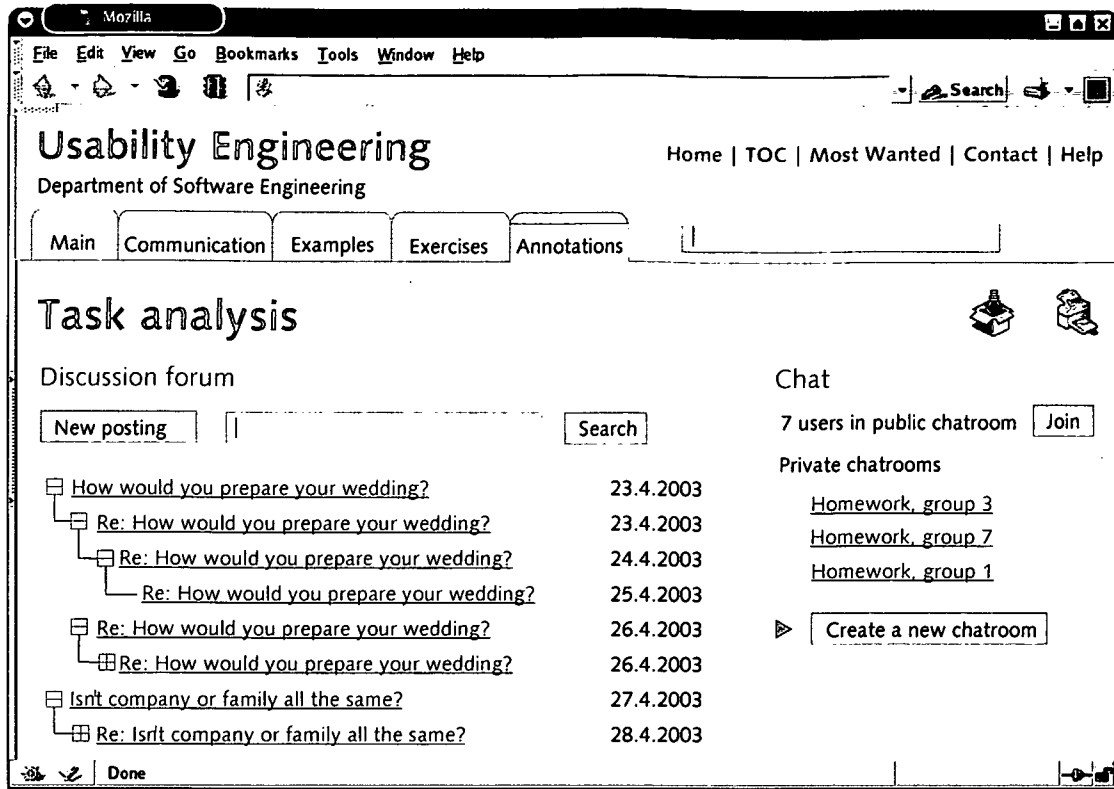 Mozilla
File Edit View Go Bookmarks Tools Window Help
Search
Usability Engineering
Home | TOC | Most Wanted | Contact | Help
Department of Software Engineering
Main Communication Examples Exercises Annotations
Task analysis
Discussion forum
Chat
New posting Search
7 users in public chatroom Join
Private chatrooms
How would you prepare your wedding? 23.4.2003
Homework, group 3
Re: How would you prepare your wedding? 23.4.2003
Homework, group 7
Re: How would you prepare your wedding? 24.4.2003
Homework, group 1
Re: How would you prepare your wedding? 25.4.2003
Re: How would you prepare your wedding? 26.4.2003
Create a new chatroom
Re: How would you prepare your wedding? 26.4.2003
Isn't company or family all the same? 27.4.2003
Re: Isn't company or family all the same? 28.4.2003
Done